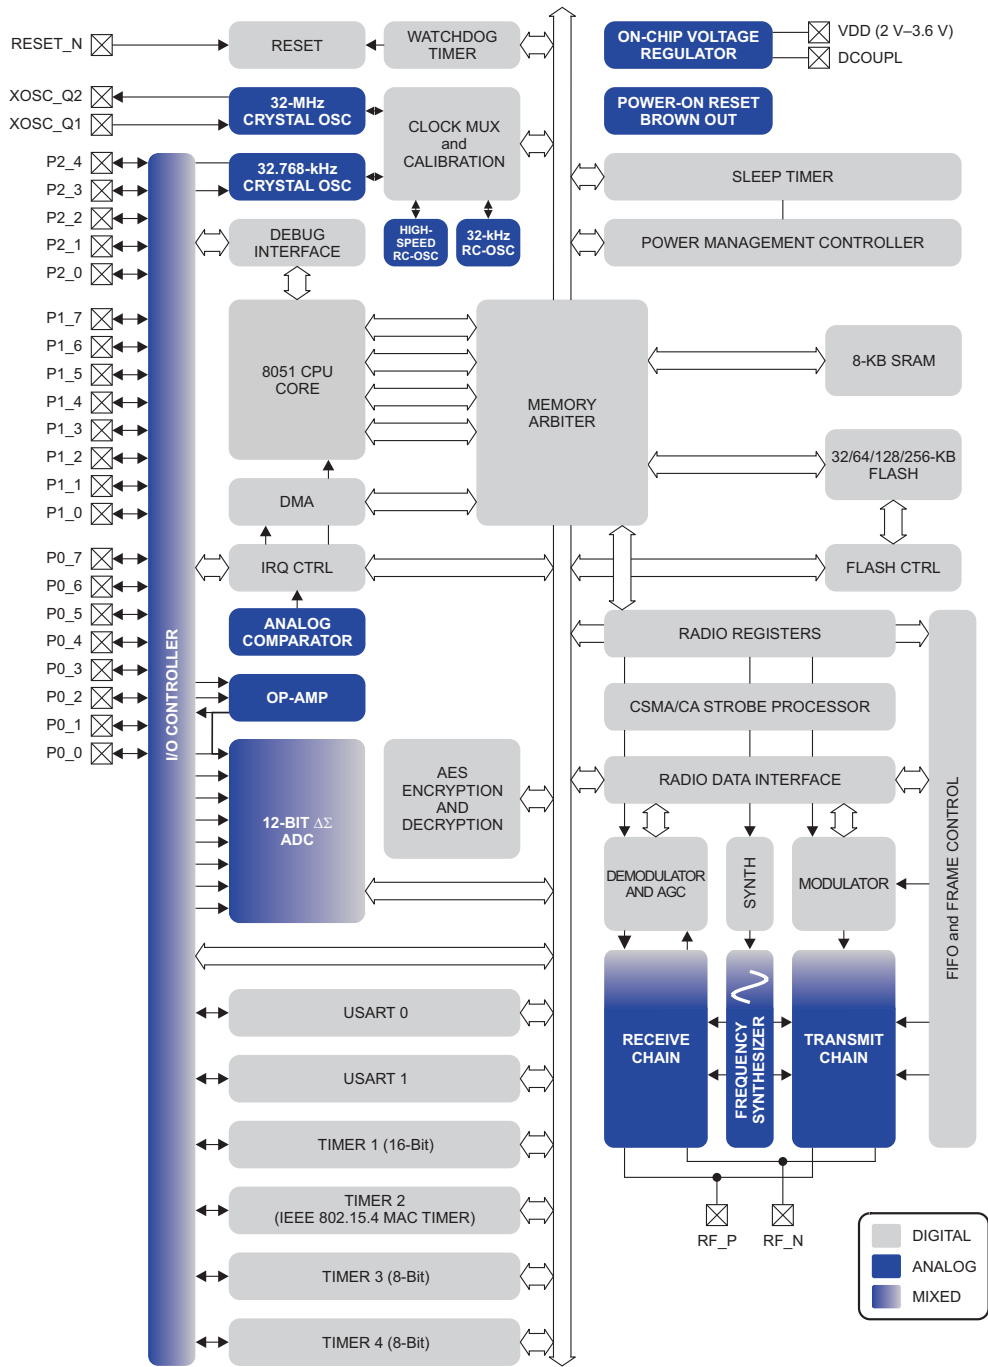 RESET_N
RESET
WATCHDOG
TIMER
ON-CHIP VOLTAGE
REGULATOR
VDD (2 V–3.6 V)
DCOUPL
XOSC_Q2
XOSC_Q1
32-MHz
CRYSTAL OSC
CLOCK MUX
and
CALIBRATION
POWER-ON RESET
BROWN OUT
P2_4
P2_3
P2_2
P2_1
P2_0
32.768-kHz
CRYSTAL OSC
SLEEP TIMER
DEBUG
INTERFACE
HIGH-
SPEED
RC-OSC
32-kHz
RC-OSC
POWER MANAGEMENT CONTROLLER
P1_7
P1_6
P1_5
P1_4
P1_3
P1_2
P1_1
P1_0
8051 CPU
CORE
MEMORY
ARBITER
8-KB SRAM
32/64/128/256-KB
FLASH
DMA
IRQ CTRL
FLASH CTRL
P0_7
P0_6
P0_5
P0_4
P0_3
P0_2
P0_1
P0_0
I/O CONTROLLER
ANALOG
COMPARATOR
RADIO REGISTERS
OP-AMP
CSMA/CA STROBE PROCESSOR
12-BIT ΔΣ
ADC
AES
ENCRYPTION
AND
DECRYPTION
RADIO DATA INTERFACE
DEMODULATOR
AND AGC
SYNTH
MODULATOR
FIFO and FRAME CONTROL
RECEIVE
CHAIN
FREQUENCY
SYNTHESIZER
TRANSMIT
CHAIN
USART 0
USART 1
TIMER 1 (16-Bit)
TIMER 2
(IEEE 802.15.4 MAC TIMER)
TIMER 3 (8-Bit)
TIMER 4 (8-Bit)
RF_P
RF_N
DIGITAL
ANALOG
MIXED